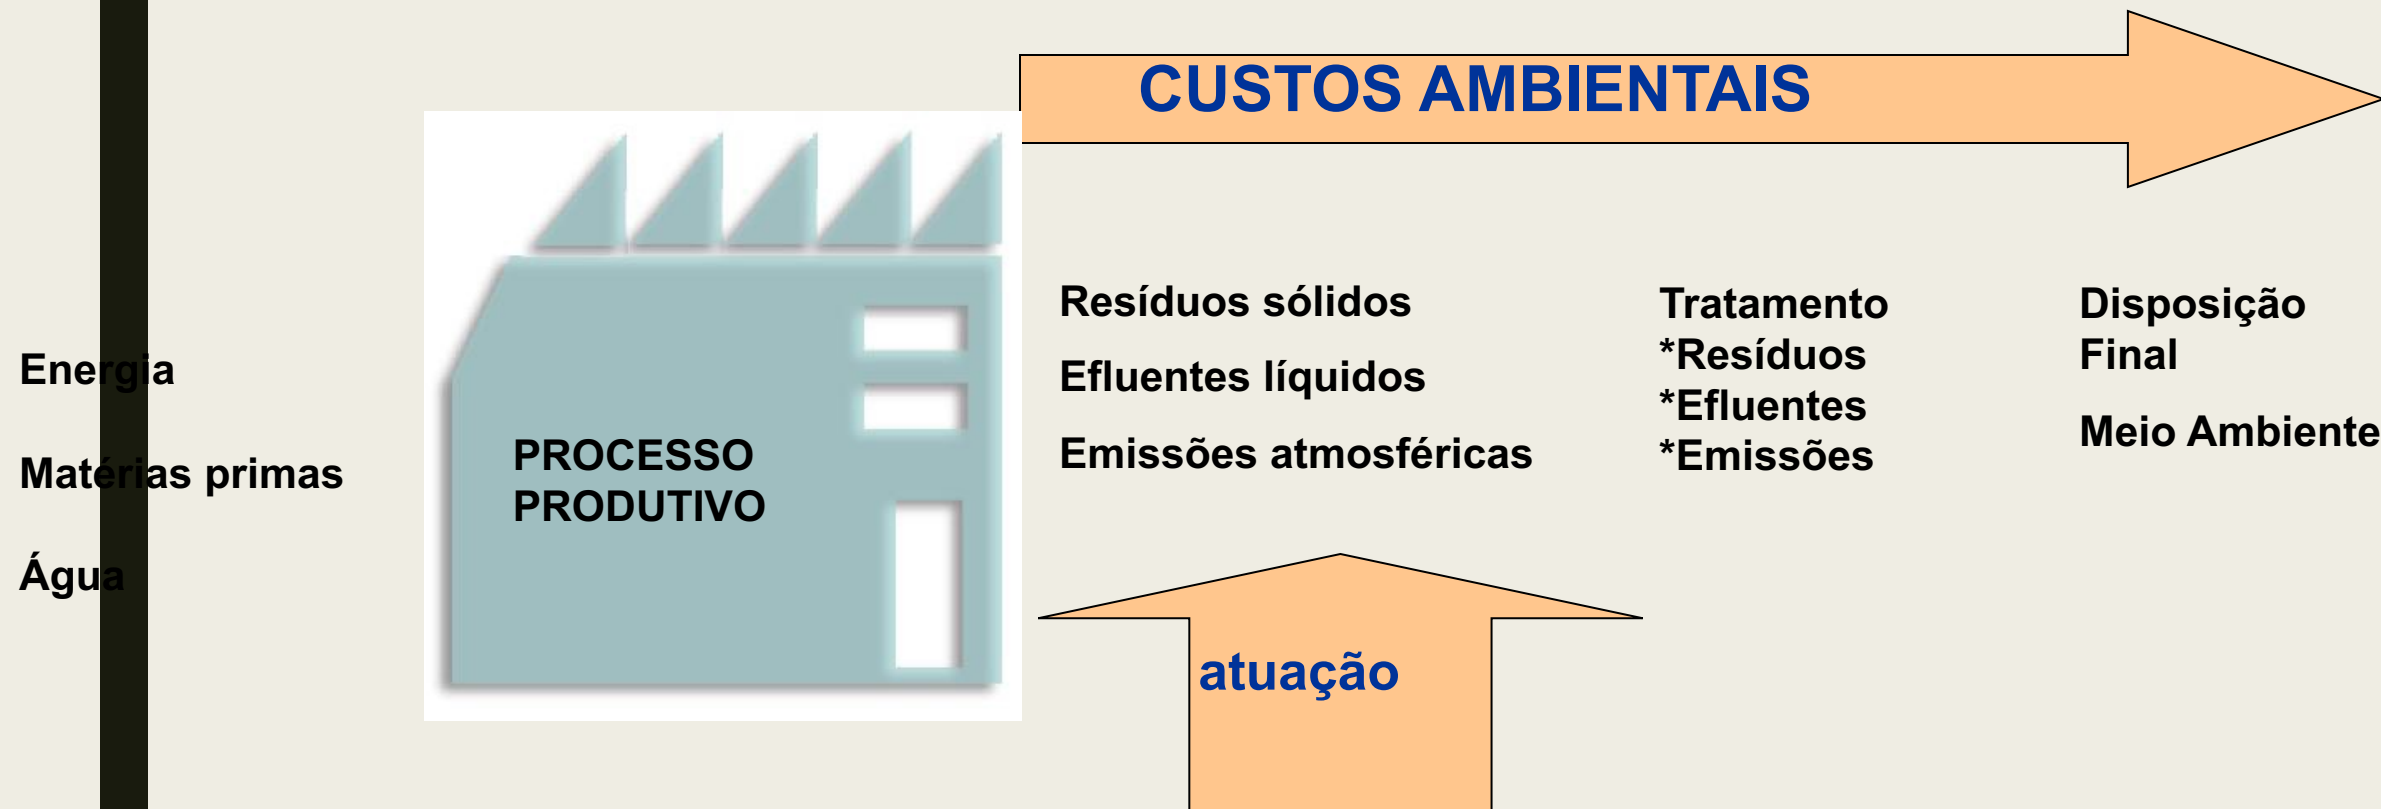 CUSTOS AMBIENTAIS
Energia
Matérias primas
Água
PROCESSO
PRODUTIVO
Resíduos sólidos
Efluentes líquidos
Emissões atmosféricas
Tratamento
*Resíduos
*Efluentes
*Emissões
Disposição
Final
Meio Ambiente
atuação